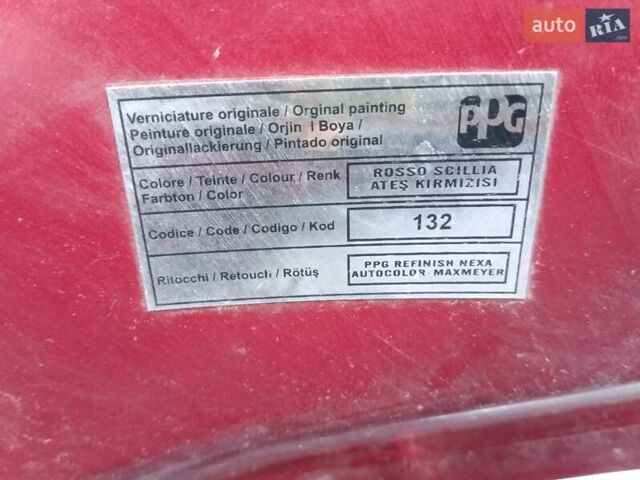 auto RIA .com
Verniciature originale / Orginal painting
Peinture originale / Orjin l Boya /
Originallackierung / Pintado original
PPG
Colore / Teinte / Colour / Renk
Farbton / Color
ROSSO SCILLIA
ATEŞ KIRMIZISI
Codice / Code / Codigo / Kod
132
Ritocchi / Retouch / Rötüş
PPG REFINISH NEXA
AUTOCOLOR-MAXMEYER